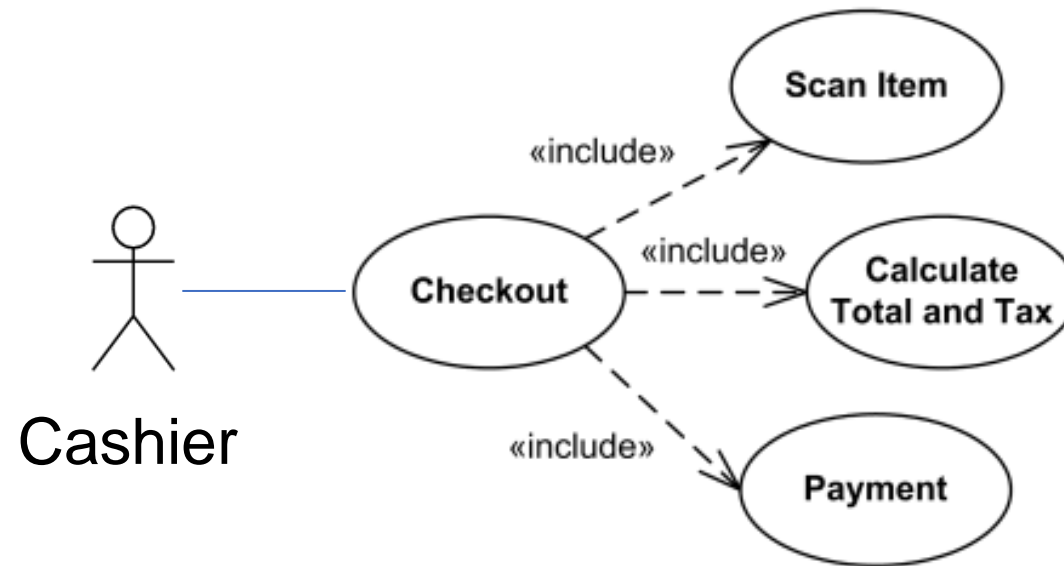 Scan Item
«include»
«include»
Calculate
Total and Tax
Checkout
Cashier
«include»
Payment